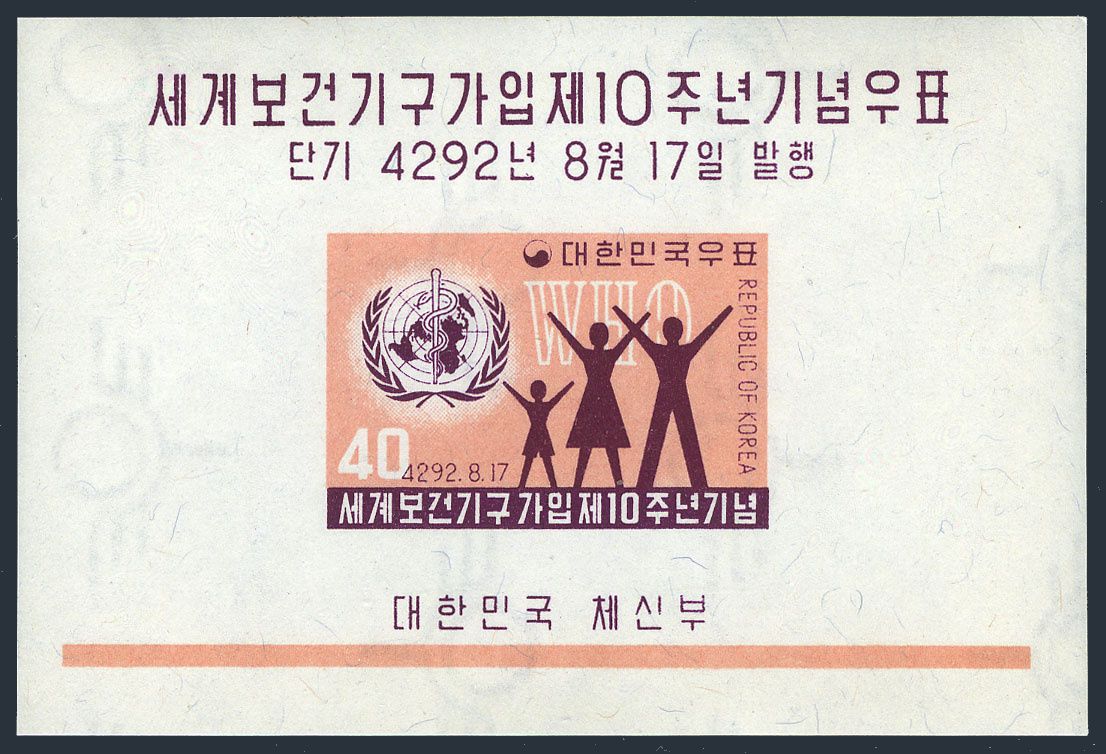 세계보건기구가입제10주년기념우표
단기 4292년 8월 17일 발행
대한민국우표
WHO
REPUBLIC OF KOREA
40
4292.8.17
세계보건기구가입제10주년기념
대한민국 체신부